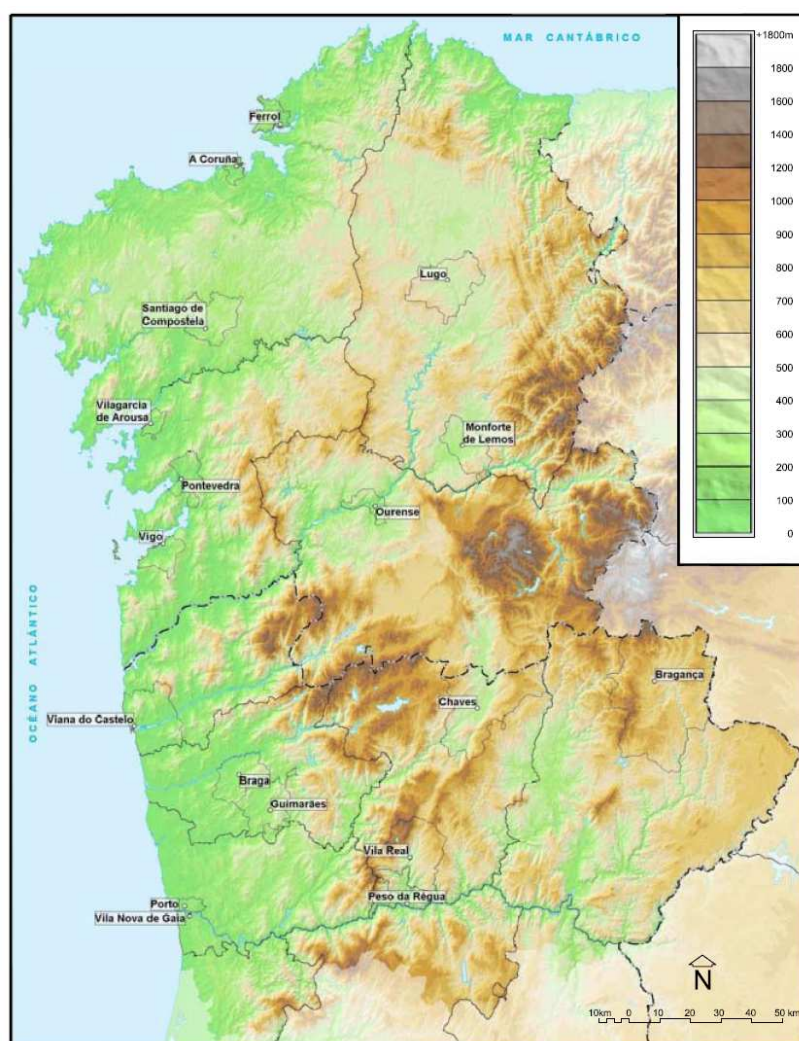 MAR CANTÁBRICO
+1800m
1800
1600
1400
1200
1000
900
800
700
600
500
400
300
200
100
0
Ferrol
A Coruña
Lugo
Santiago de
Compostela
Vilagarcia
de Arousa
Monforte
de Lemos
Pontevedra
Ourense
Vigo
OCÉANO ATLÁNTICO
Bragança
Chaves
Viana do Castelo
Braga
Guimarães
Vila Real
Peso da Règua
Porto
Vila Nova de Gaia
N
10km 0 10 20 30 40 50 km